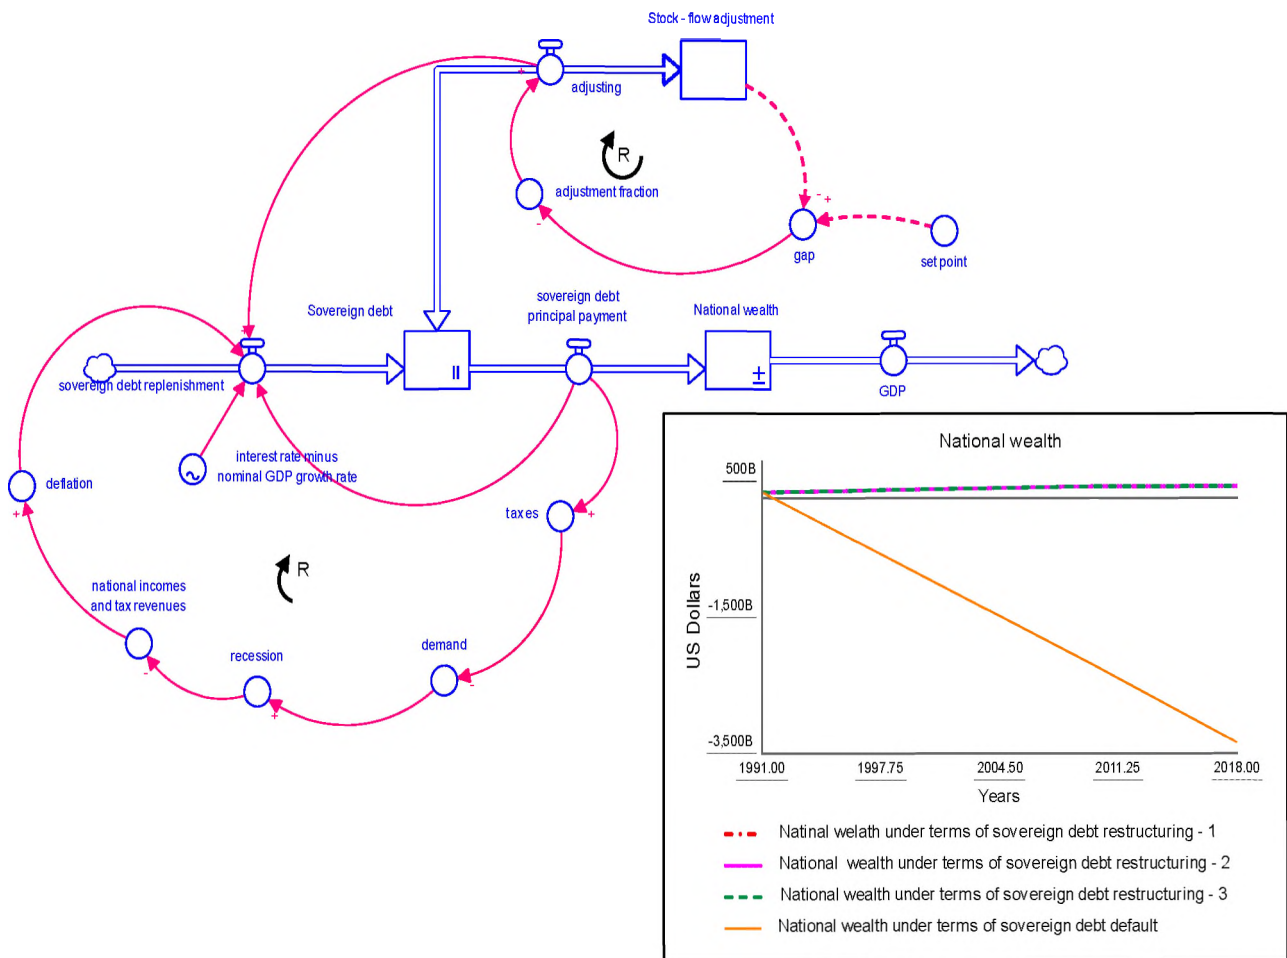 Stock - flow adjustment
+
adjusting
R
adjustment fraction
-
- +
gap
set point
sovereign debt
principal payment
Sovereign debt
National wealth
+
sovereign debt replenishment
GDP
interest rate minus
nominal GDP growth rate
deflation
+
taxes
+
R
national incomes
and tax revenues
-
recession
+
demand
-
National wealth
500B
-1,500B
-3,500B
US Dollars
1991.00 1997.75 2004.50 2011.25 2018.00
Years
Natinal welath under terms of sovereign debt restructuring - 1
National wealth under terms of sovereign debt restructuring - 2
National wealth under terms of sovereign debt restructuring - 3
National wealth under terms of sovereign debt default